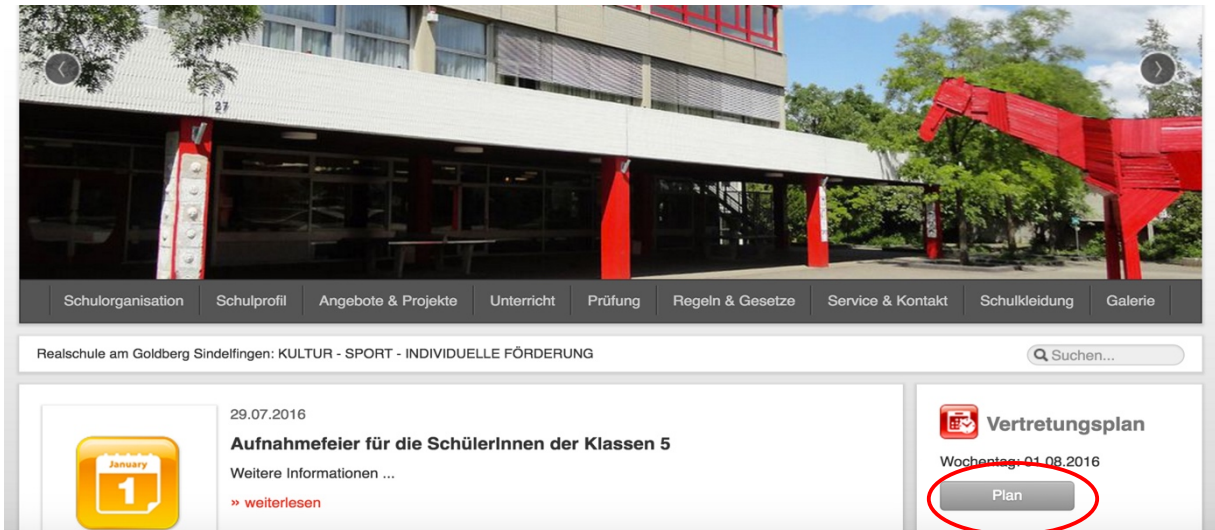 27
Schulorganisation Schulprofil Angebote & Projekte Unterricht Prüfung Regeln & Gesetze Service & Kontakt Schulkleidung Galerie
Realschule am Goldberg Sindelfingen: KULTUR - SPORT - INDIVIDUELLE FÖRDERUNG
Suchen...
29.07.2016
Aufnahmefeier für die SchülerInnen der Klassen 5
Weitere Informationen ...
» weiterlesen
January
1
Vertretungsplan
Wochentag: 01.08.2016
Plan